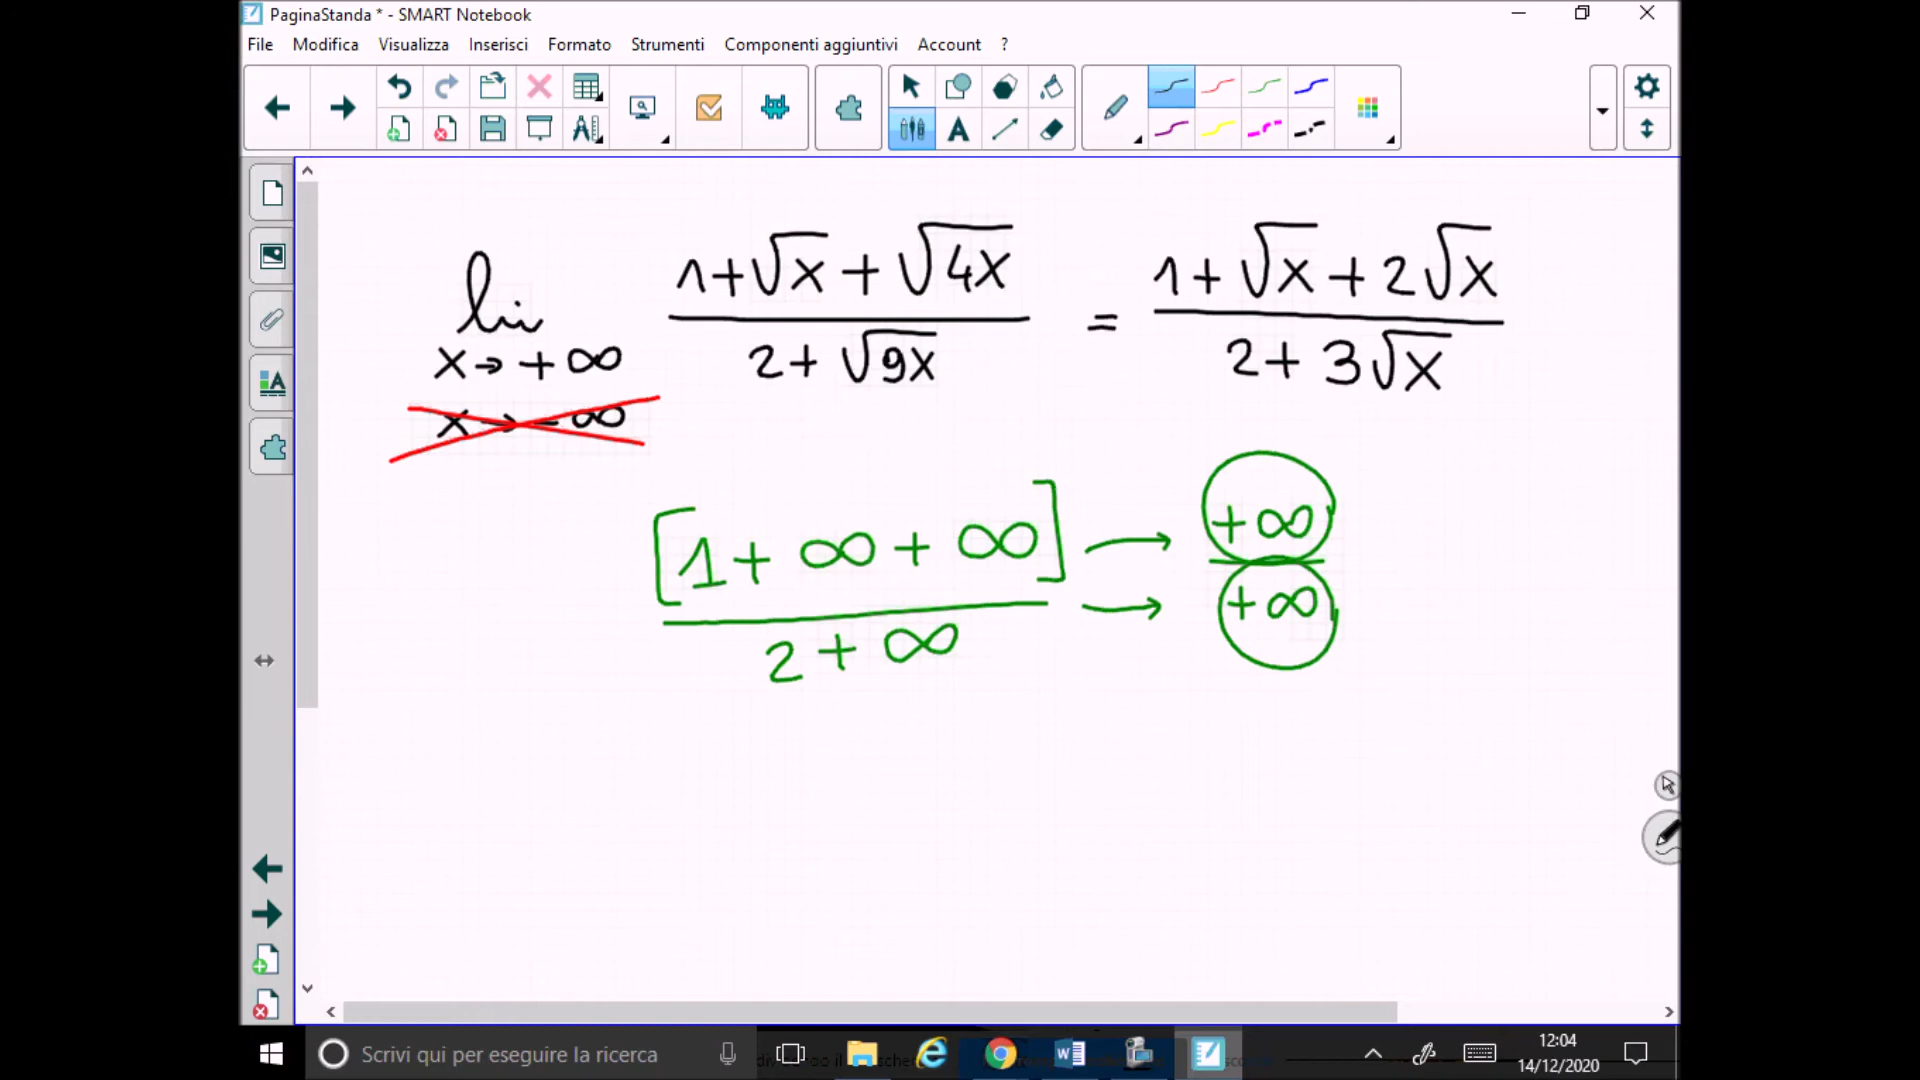 PaginaStanda * - SMART Notebook
File Modifica Visualizza Inserisci Formato Strumenti Componenti aggiuntivi Account ?
lim x→+∞ (1+√x+√4x)/(2+√9x) = (1+√x+2√x)/(2+3√x)
x→-∞
[1+∞+∞]/(2+∞) → +∞/+∞
Scrivi qui per eseguire la ricerca
12:04
14/12/2020